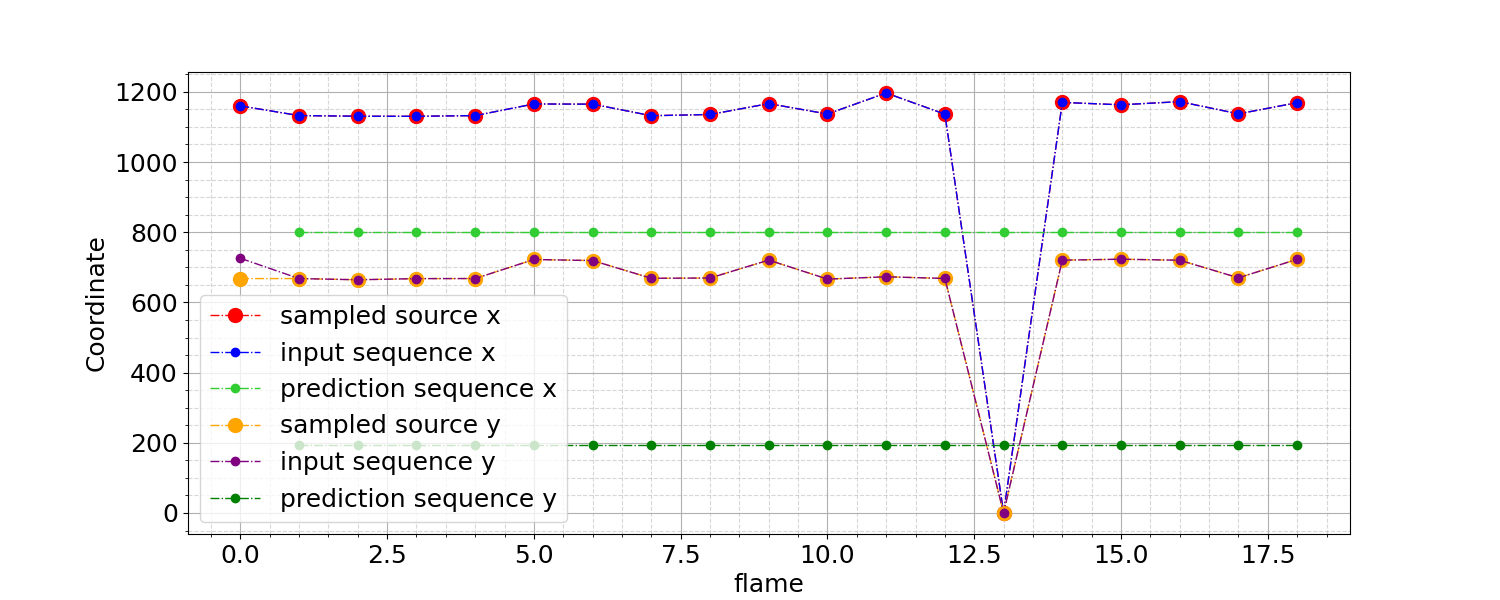 1200
1000
800
600
400
200
0
Coordinate
sampled source x
input sequence x
prediction sequence x
sampled source y
input sequence y
prediction sequence y
0.0 2.5 5.0 7.5 10.0 12.5 15.0 17.5
flame